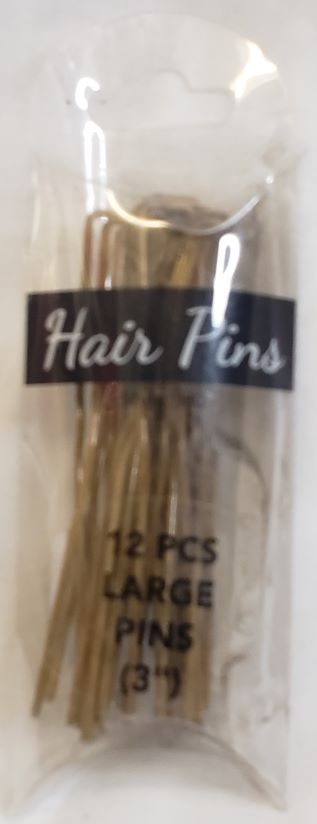 Hair Pins
12 PCS
LARGE
PINS
(3")